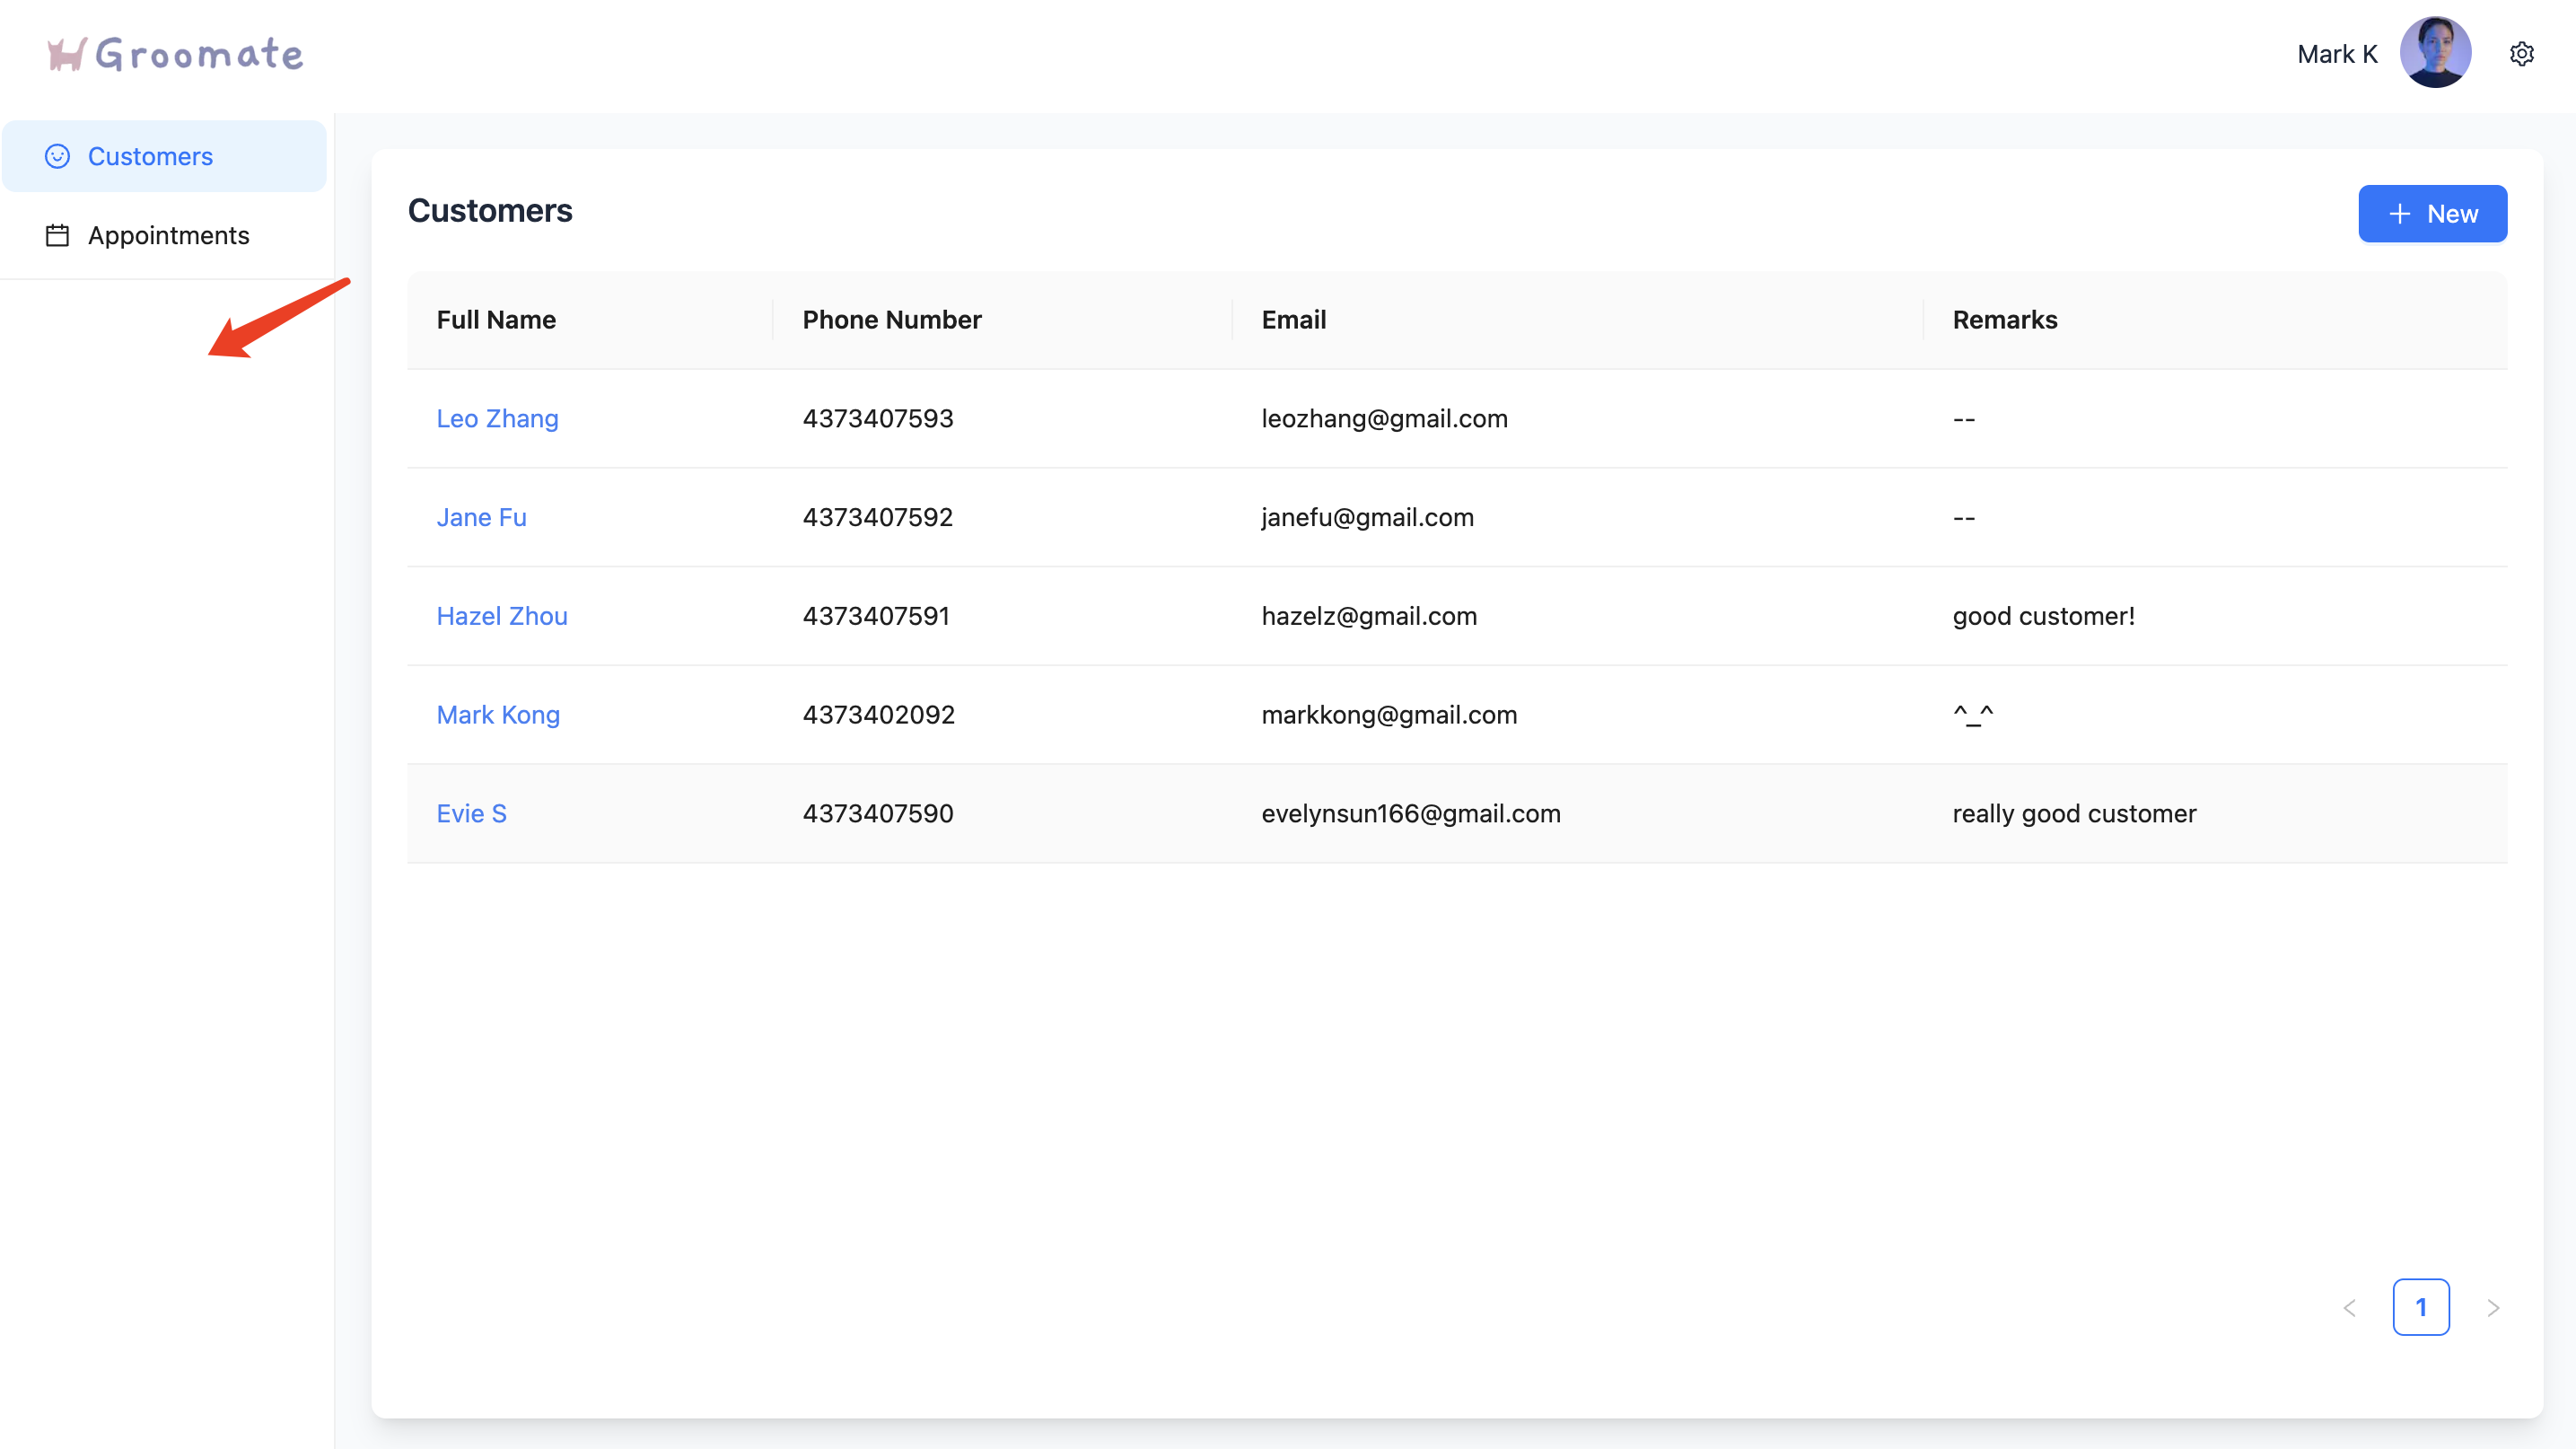 Groomate
Mark K
Customers
Appointments
Customers
New
Full Name Phone Number Email Remarks
Leo Zhang 4373407593 leozhang@gmail.com --
Jane Fu 4373407592 janefu@gmail.com --
Hazel Zhou 4373407591 hazelz@gmail.com good customer!
Mark Kong 4373402092 markkong@gmail.com ^_^
Evie S 4373407590 evelynsun166@gmail.com really good customer
1